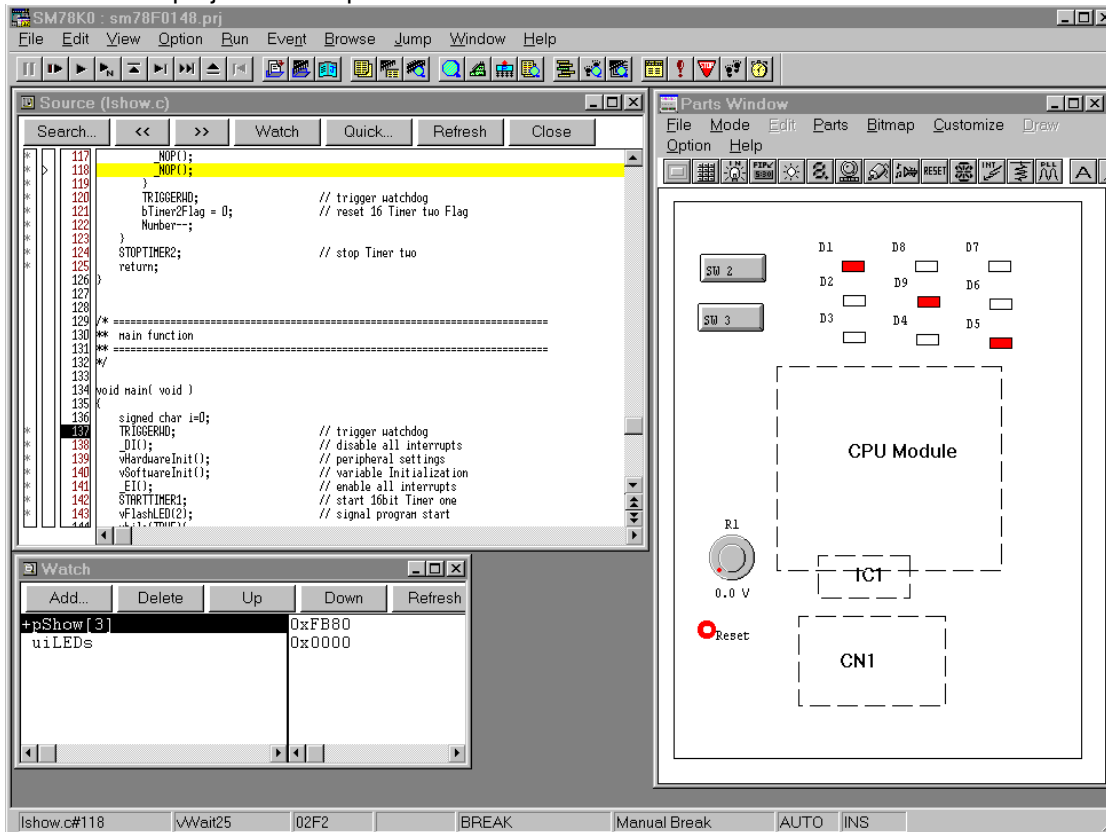 SM78K0 : sm78F0148.prj
File Edit View Option Run Event Browse Jump Window Help
Source (lshow.c)
Search... << >> Watch Quick... Refresh Close
117 _NOP();
118 _NOP();
119 }
120 TRIGGERWD; // trigger watchdog
121 bTimer2Flag = 0; // reset 16 Timer two Flag
122 Number--;
123 }
124 STOPTIMER2; // stop Timer two
125 return;
126 }
127
128
129 /* ===========================================================================
130 ** main function
131 ** ===========================================================================
132 */
133
134 void main( void )
135 {
136 signed char i=0;
137 TRIGGERWD; // trigger watchdog
138 _DI(); // disable all interrupts
139 vHardwareInit(); // peripheral settings
140 vSoftwareInit(); // variable Initialization
141 _EI(); // enable all interrupts
142 STARTTIMER1; // start 16bit Timer one
143 vFlashLED(2); // signal program start
Watch
Add... Delete Up Down Refresh
+pShow[3] 0xFB80
uiLEDs 0x0000
Parts Window
File Mode Edit Parts Bitmap Customize Draw
Option Help
RESET INT PLL A
SW 2
SW 3
D1 D8 D7
D2 D9 D6
D3 D4 D5
CPU Module
R1
0.0 V
IC1
Reset
CN1
lshow.c#118 vWait25 02F2 BREAK Manual Break AUTO INS